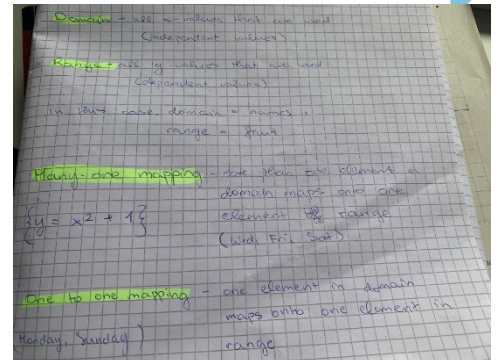 Domain - all x-values that are used
(independent values)
Range - all y-values that are used
(dependent values)
In case, domain = names,
range = fruit
Many-one mapping - more than one element in
domain maps onto one
element of range
(Wed, Fri, Sat)
{y = x² + 1}
One to one mapping - one element in domain
maps onto one element in
range
(Monday, Sunday)